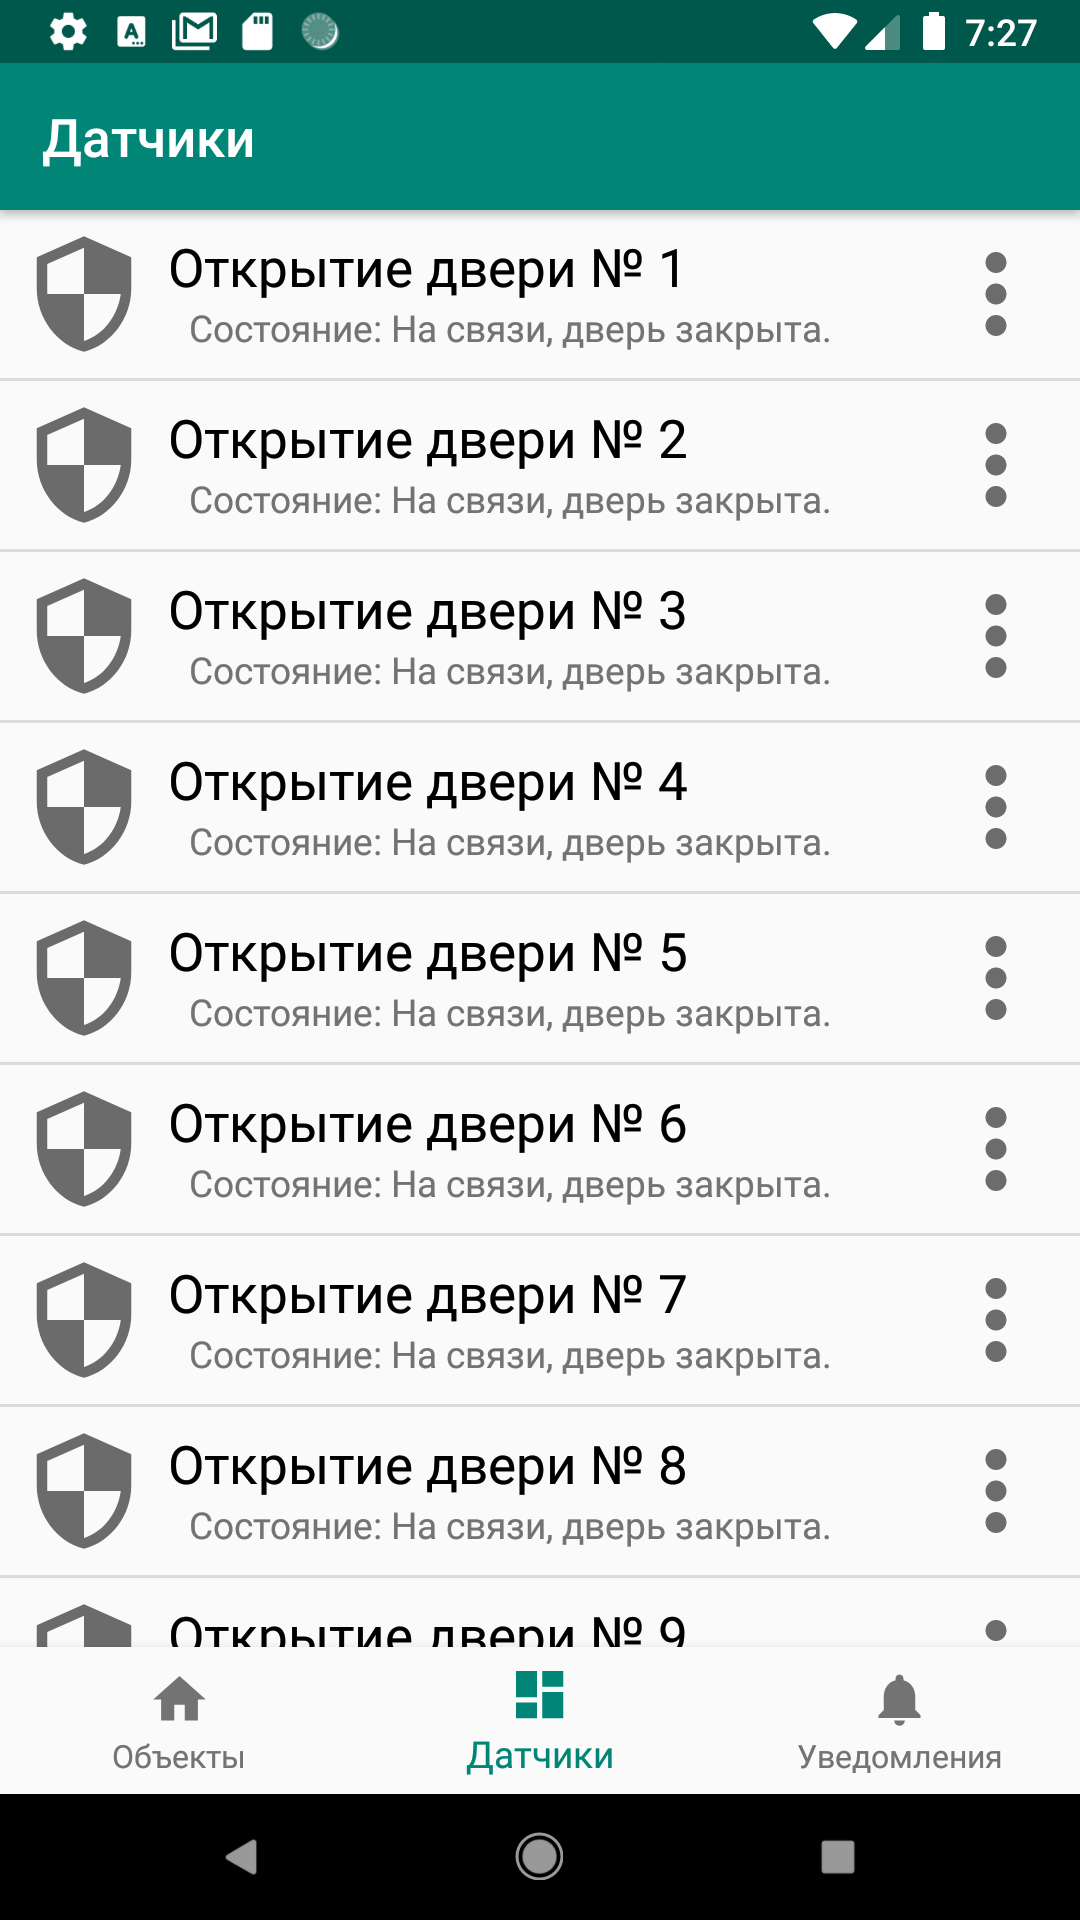 7:27
Датчики
Открытие двери № 1
Состояние: На связи, дверь закрыта.
Открытие двери № 2
Состояние: На связи, дверь закрыта.
Открытие двери № 3
Состояние: На связи, дверь закрыта.
Открытие двери № 4
Состояние: На связи, дверь закрыта.
Открытие двери № 5
Состояние: На связи, дверь закрыта.
Открытие двери № 6
Состояние: На связи, дверь закрыта.
Открытие двери № 7
Состояние: На связи, дверь закрыта.
Открытие двери № 8
Состояние: На связи, дверь закрыта.
Открытие двери № 9
Объекты
Датчики
Уведомления